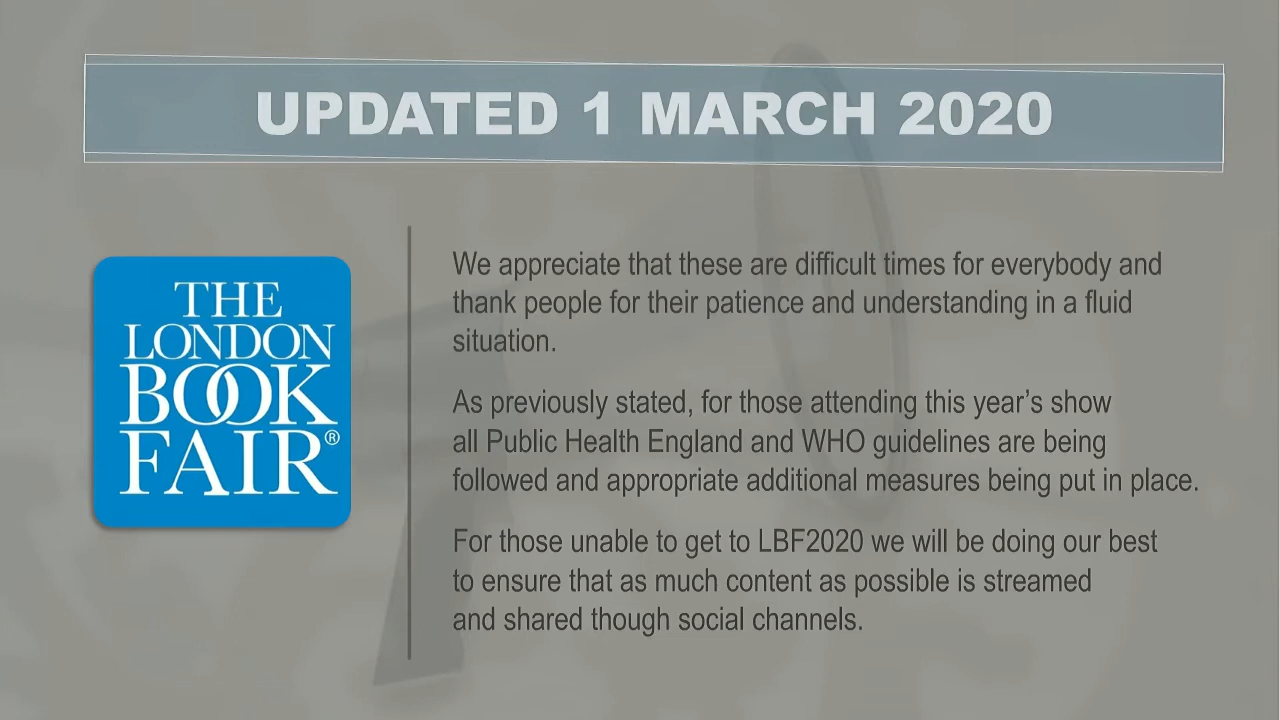 UPDATED 1 MARCH 2020
THE
LONDON
BOOK
FAIR®
We appreciate that these are difficult times for everybody and
thank people for their patience and understanding in a fluid
situation.
As previously stated, for those attending this year’s show
all Public Health England and WHO guidelines are being
followed and appropriate additional measures being put in place.
For those unable to get to LBF2020 we will be doing our best
to ensure that as much content as possible is streamed
and shared though social channels.